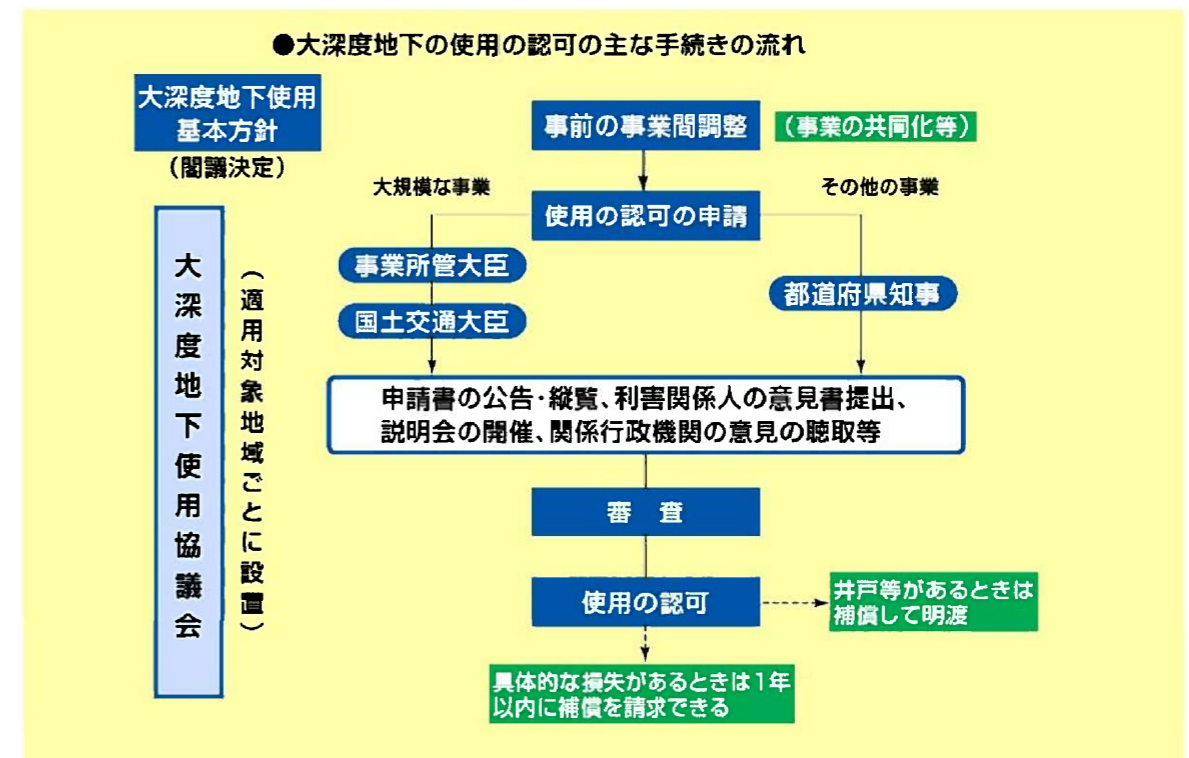 ●大深度地下の使用の認可の主な手続きの流れ
大深度地下使用
基本方針
(閣議決定)
事前の事業間調整
(事業の共同化等)
大規模な事業
その他の事業
使用の認可の申請
事業所管大臣
国土交通大臣
都道府県知事
大深度地下使用協議会
(適用対象地域ごとに設置)
申請書の公告・縦覧、利害関係人の意見書提出、
説明会の開催、関係行政機関の意見の聴取等
審 査
使用の認可
井戸等があるときは
補償して明渡
具体的な損失があるときは1年
以内に補償を請求できる